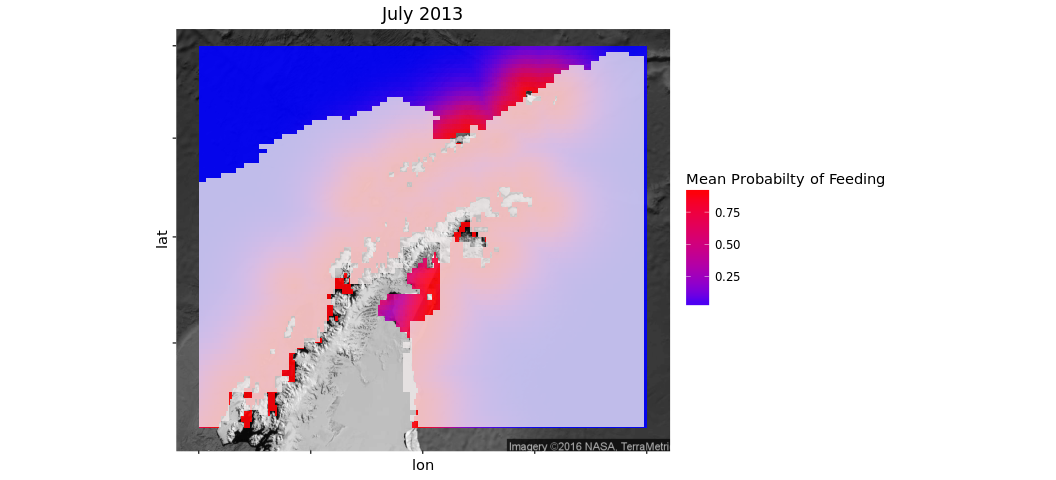 July 2013
lat
Mean Probabilty of Feeding
0.75
0.50
0.25
Imagery ©2016 NASA, TerraMetri
lon